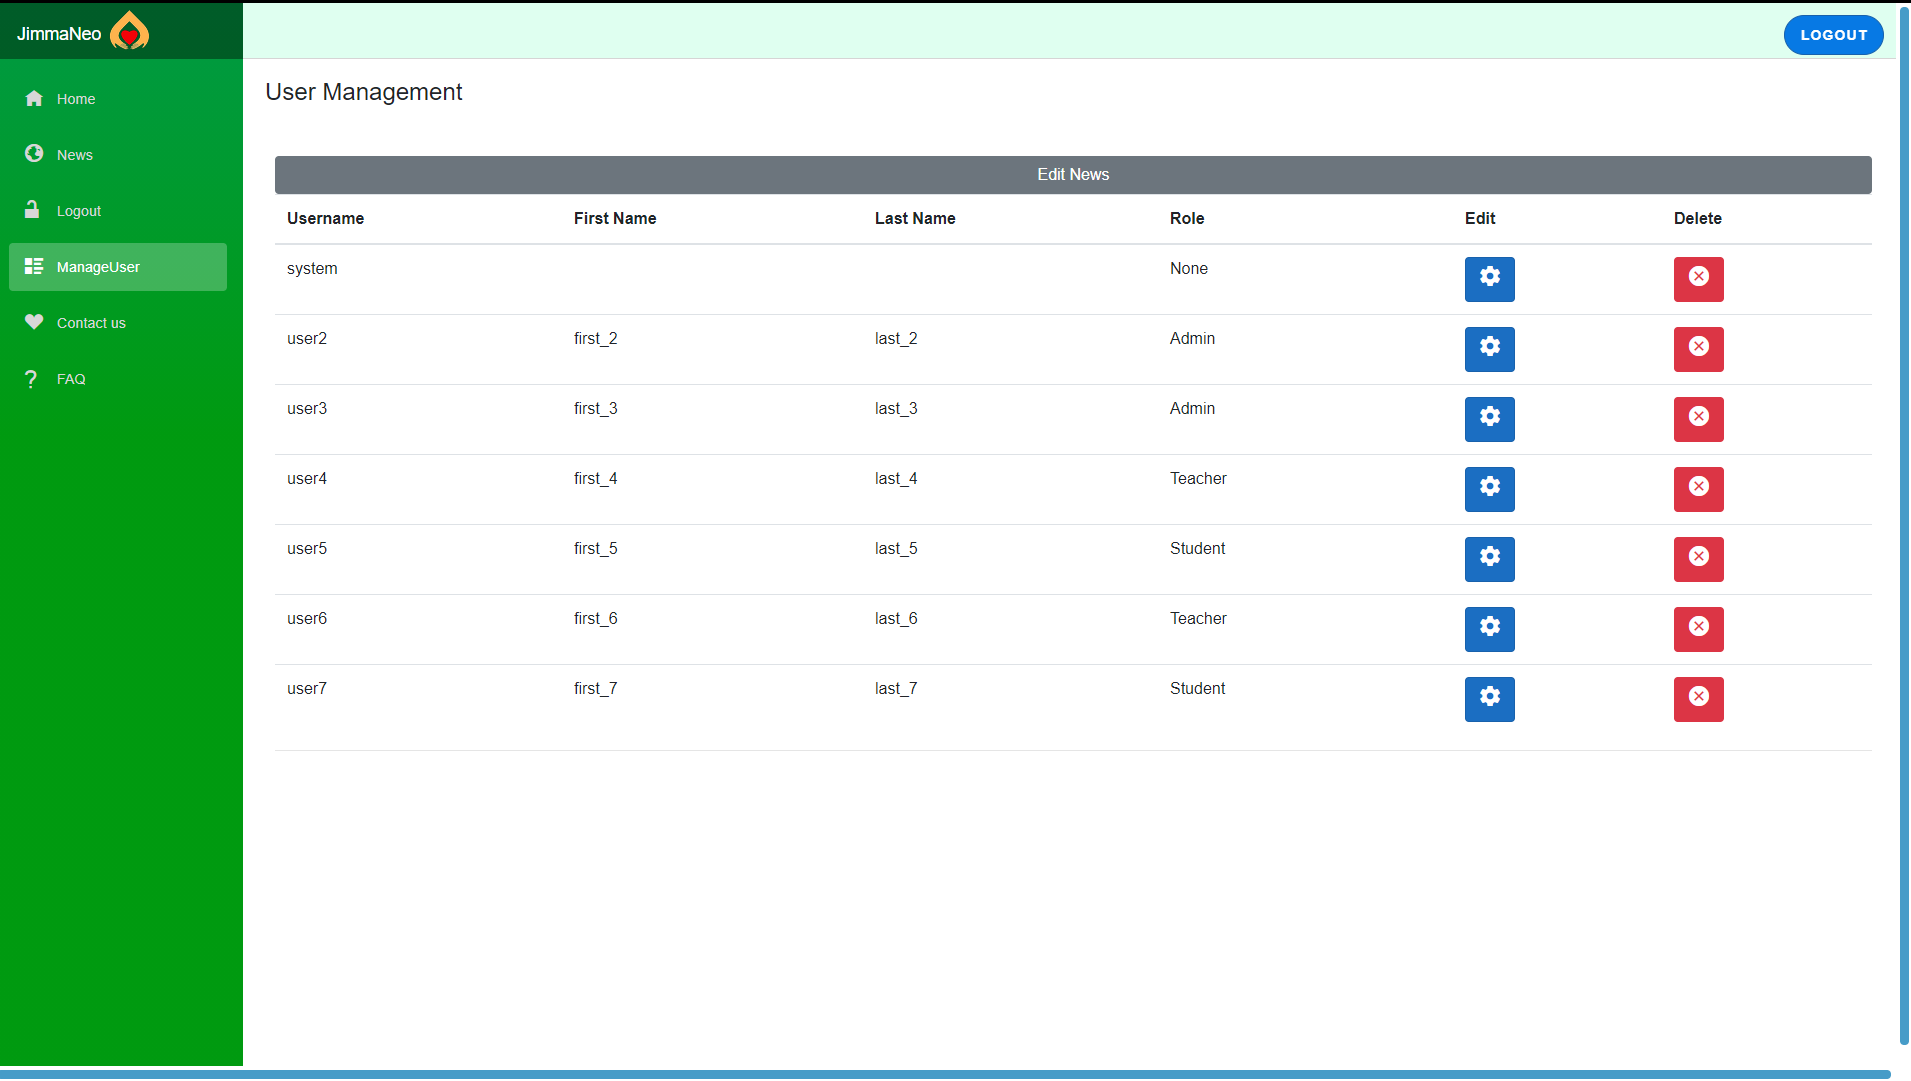 JimmaNeo
LOGOUT
Home
News
Logout
ManageUser
Contact us
FAQ
User Management
Edit News
Username First Name Last Name Role Edit Delete
system None
user2 first_2 last_2 Admin
user3 first_3 last_3 Admin
user4 first_4 last_4 Teacher
user5 first_5 last_5 Student
user6 first_6 last_6 Teacher
user7 first_7 last_7 Student